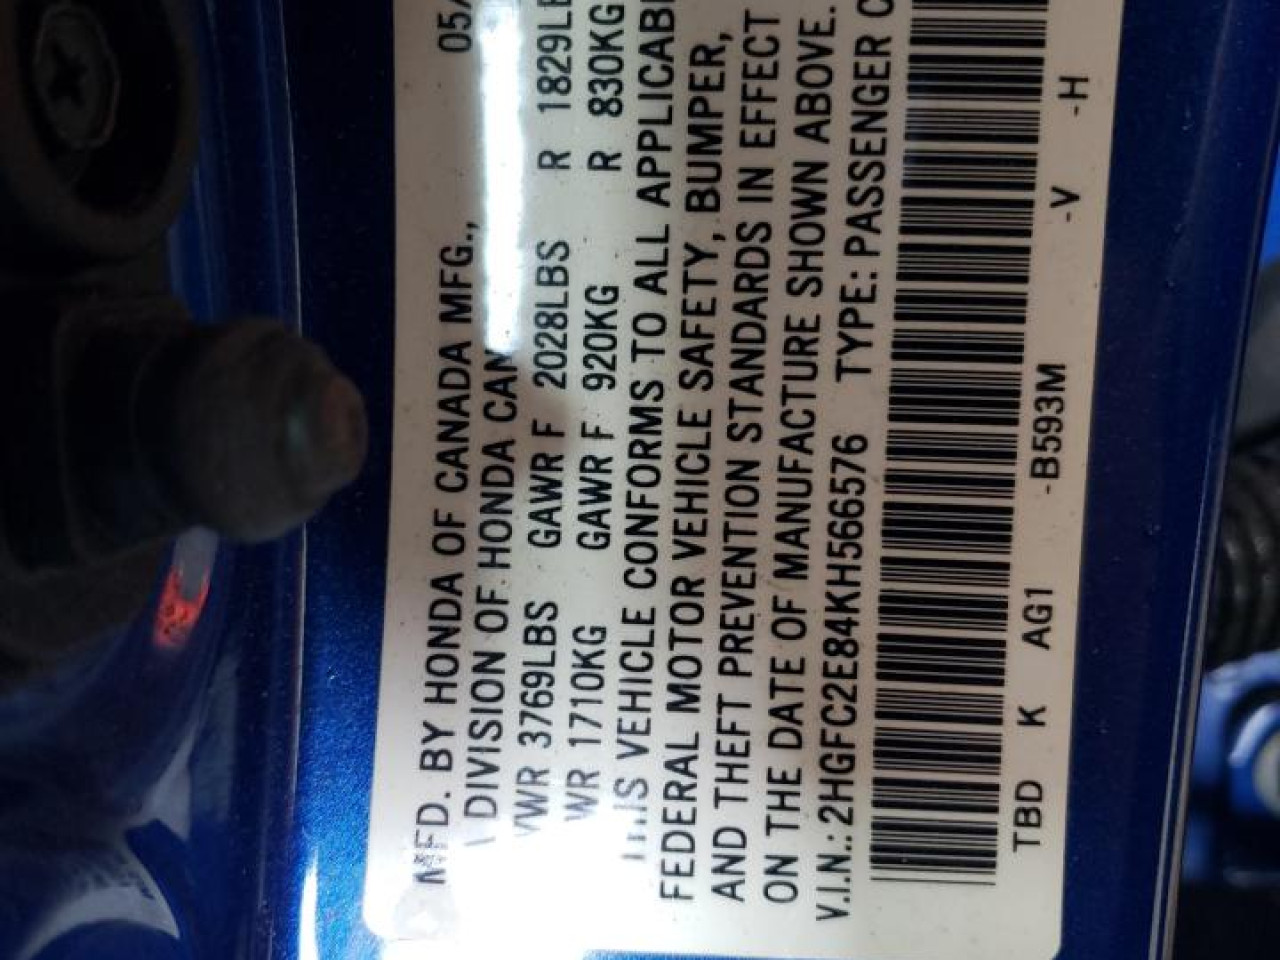 MFD. BY HONDA OF CANADA MFG., 05/
A DIVISION OF HONDA CAN
VWR 3769LBS GAWR F 2028LBS R 1829LB
WR 1710KG GAWR F 920KG R 830KG
THIS VEHICLE CONFORMS TO ALL APPLICAB
FEDERAL MOTOR VEHICLE SAFETY, BUMPER,
AND THEFT PREVENTION STANDARDS IN EFFECT
ON THE DATE OF MANUFACTURE SHOWN ABOVE.
V.I.N.: 2HGFC2E84KH566576 TYPE: PASSENGER C
TBD K AG1 -B593M -V -H